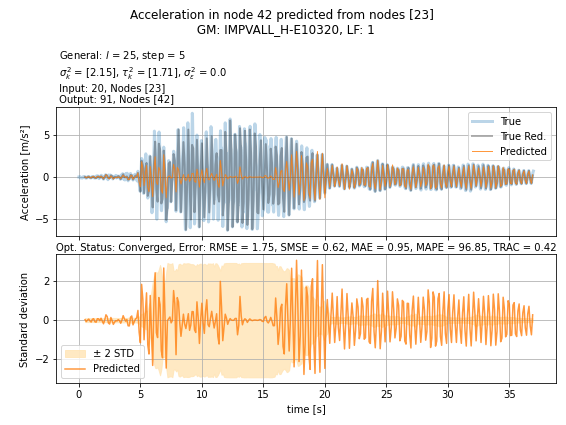 Acceleration in node 42 predicted from nodes [23]
GM: IMPVALL_H-E10320, LF: 1
General: l = 25, step = 5
σ²ₖ = [2.15], τ²ₖ = [1.71], σ²ε = 0.0
Input: 20, Nodes [23]
Output: 91, Nodes [42]
Acceleration [m/s²]
5
0
−5
True
True Red.
Predicted
Opt. Status: Converged, Error: RMSE = 1.75, SMSE = 0.62, MAE = 0.95, MAPE = 96.85, TRAC = 0.42
Standard deviation
2
0
−2
± 2 STD
Predicted
0 5 10 15 20 25 30 35
time [s]